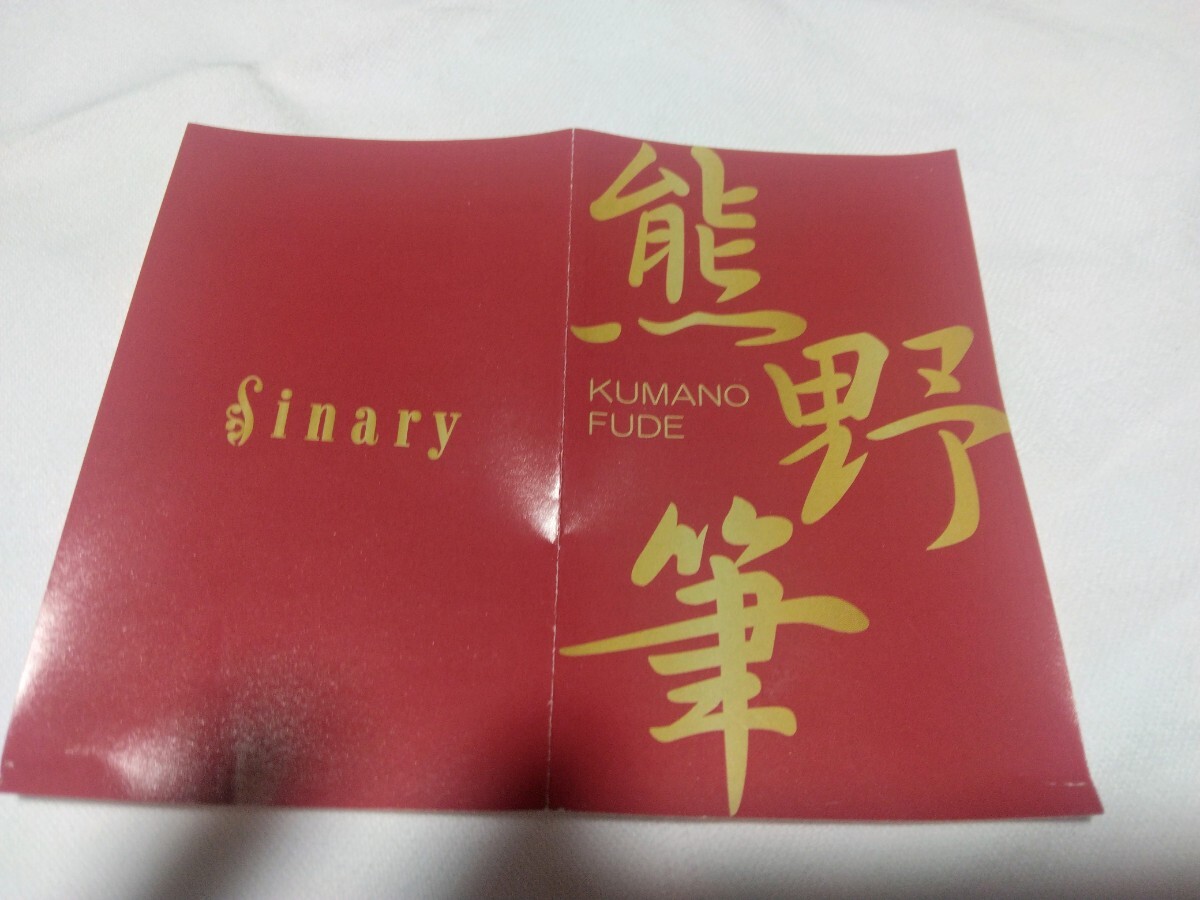 Sinary
熊野筆
KUMANO
FUDE